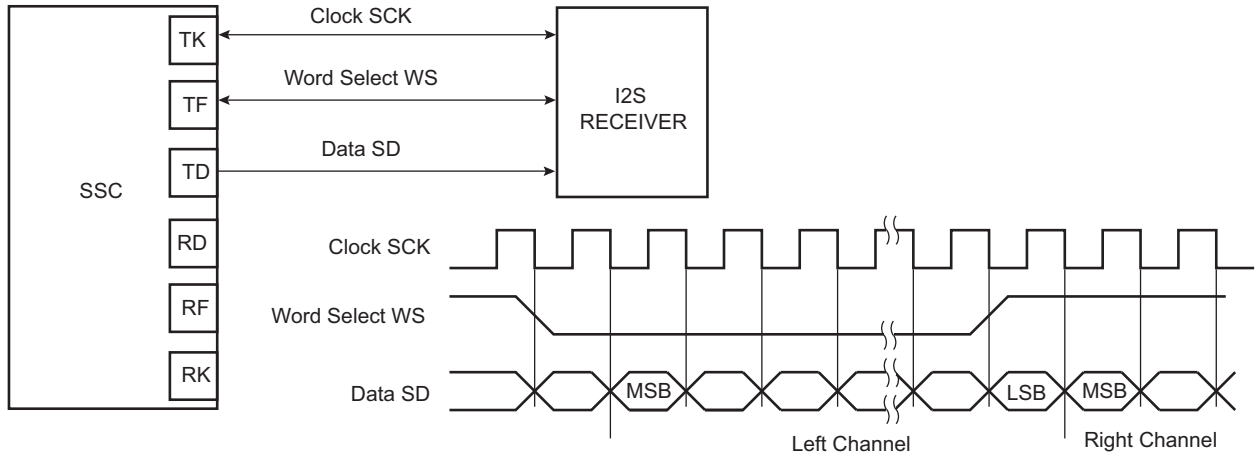 Clock SCK
TK
Word Select WS
TF
I2S
RECEIVER
Data SD
TD
SSC
RD
Clock SCK
RF
Word Select WS
RK
Data SD
MSB
LSB
MSB
Left Channel
Right Channel